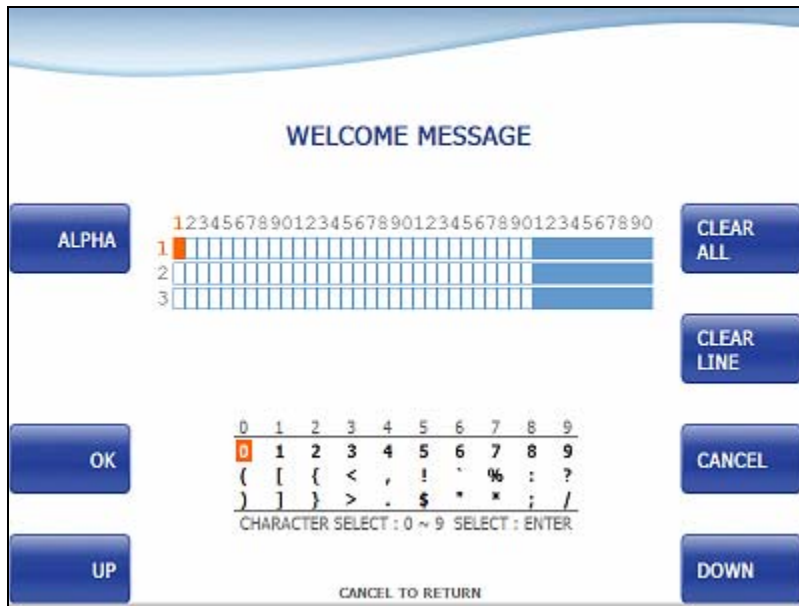 WELCOME MESSAGE
ALPHA
1234567890123456789012345678901234567890
1
2
3
CLEAR
ALL
CLEAR
LINE
OK
0 1 2 3 4 5 6 7 8 9
0 1 2 3 4 5 6 7 8 9
( [ { < , ! ` % : ?
) ] } > . $ " * ; /
CHARACTER SELECT : 0 ~ 9 SELECT : ENTER
CANCEL
UP
CANCEL TO RETURN
DOWN